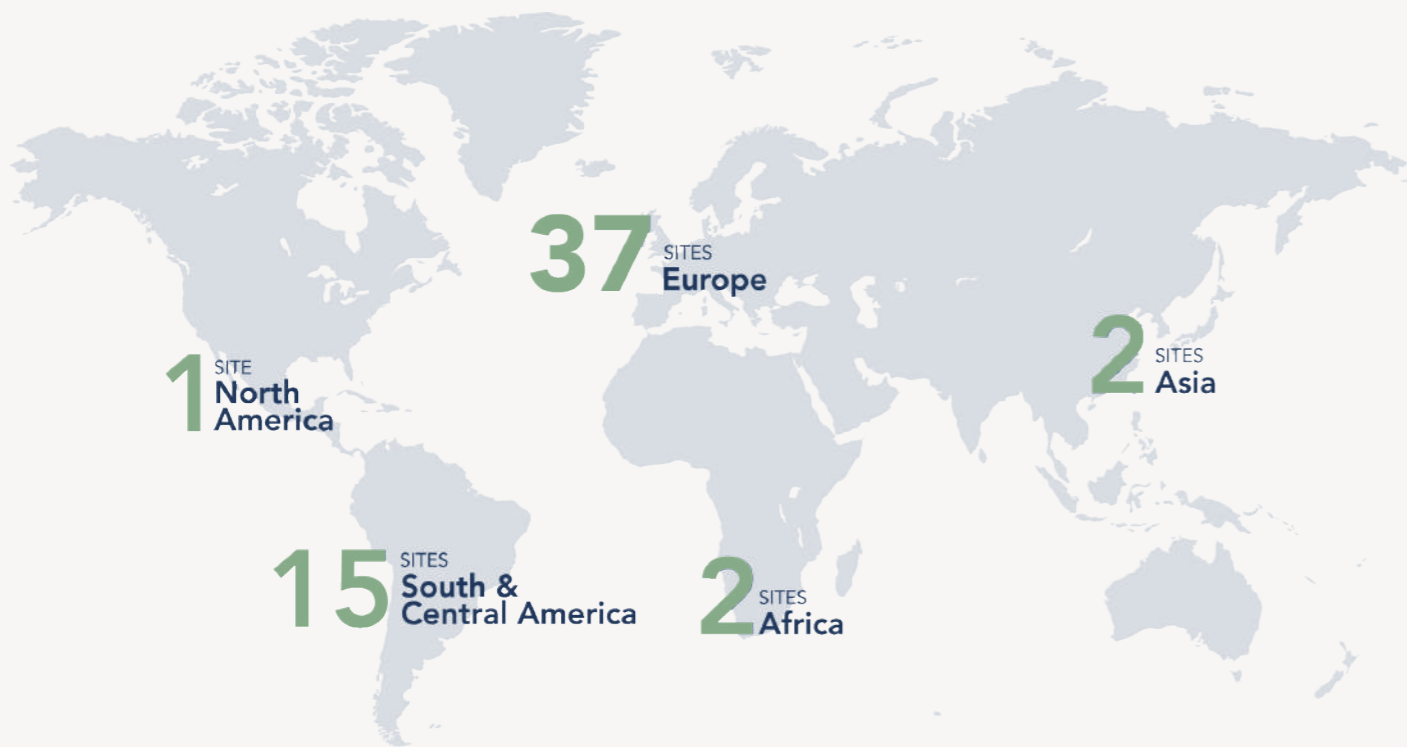 37
SITES
Europe
1
SITE
North
America
2
SITES
Asia
15
SITES
South &
Central America
2
SITES
Africa